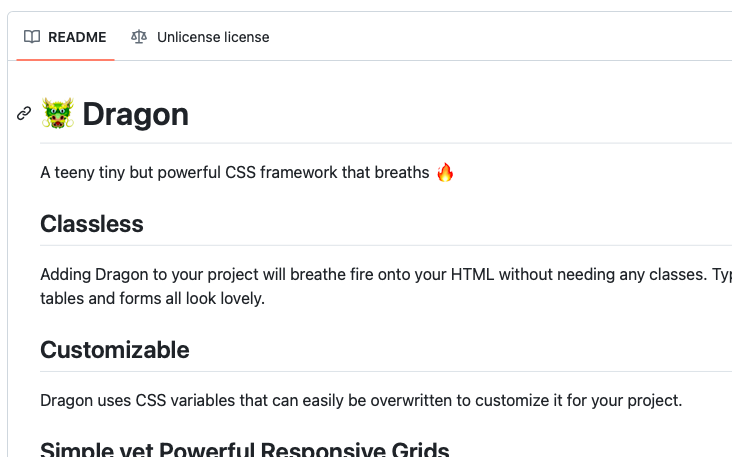 README Unlicense license
🐲 Dragon
A teeny tiny but powerful CSS framework that breaths 🔥
Classless
Adding Dragon to your project will breathe fire onto your HTML without needing any classes.
tables and forms all look lovely.
Customizable
Dragon uses CSS variables that can easily be overwritten to customize it for your project.
Simple yet Powerful Responsive Grids